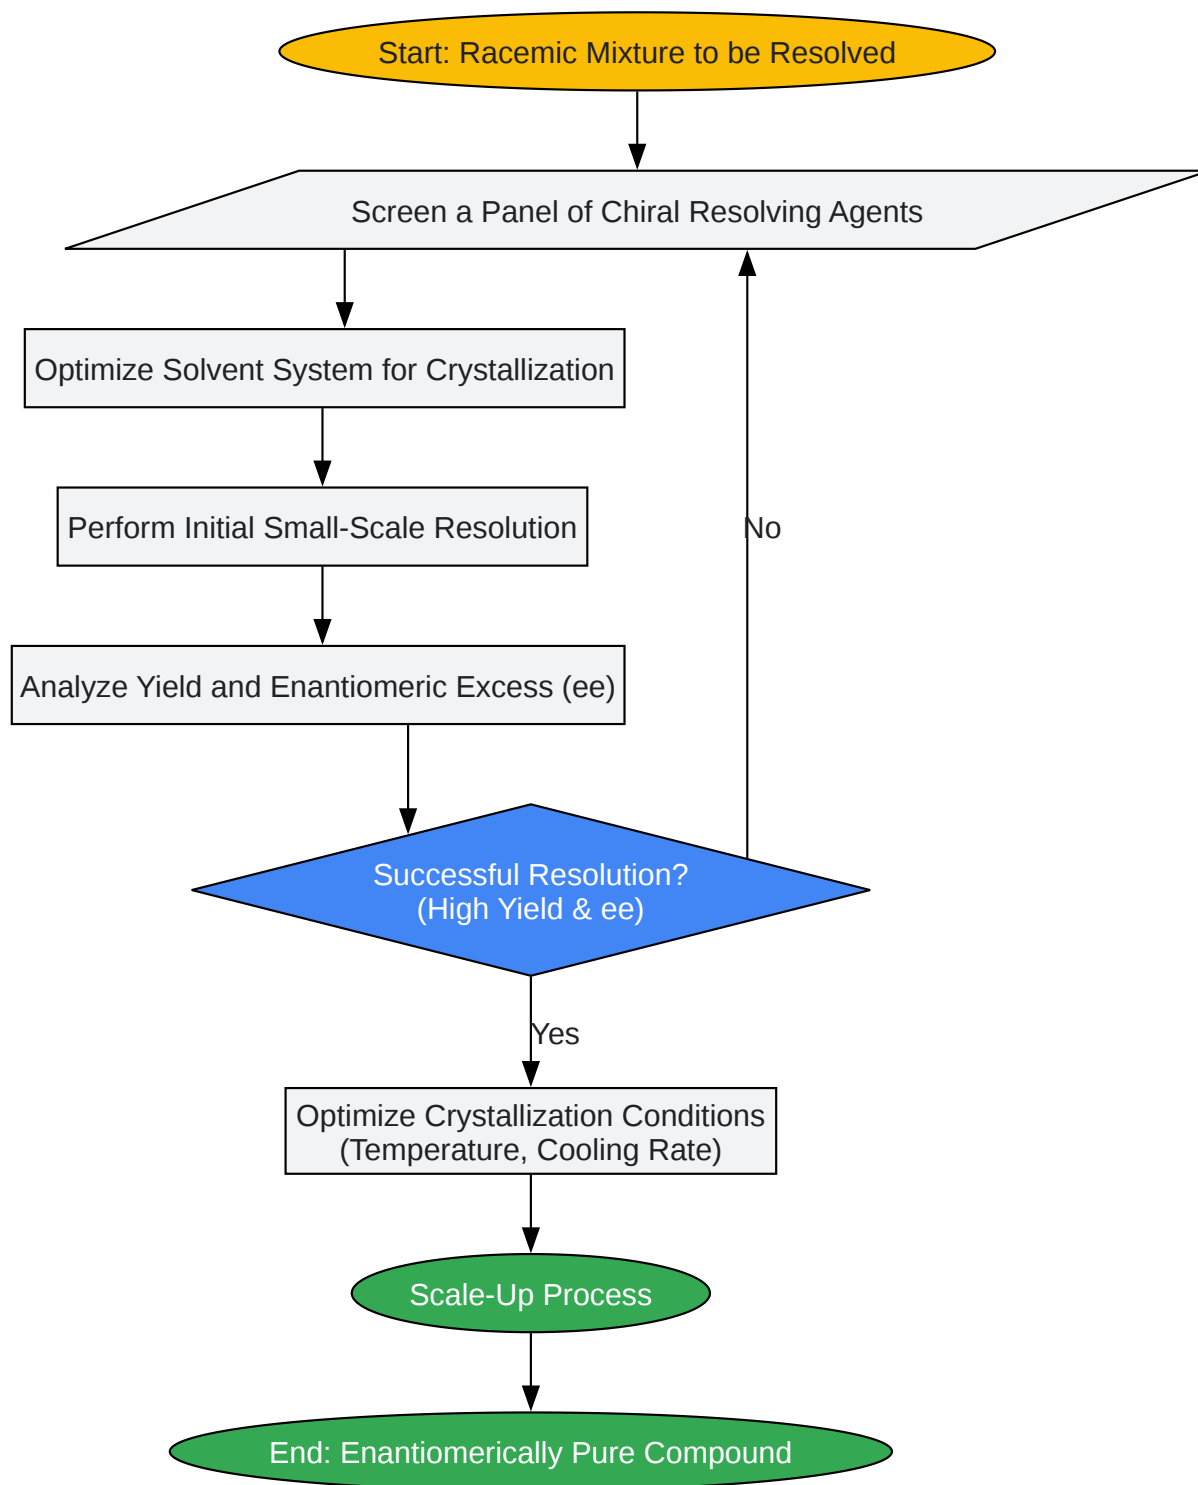 Start: Racemic Mixture to be Resolved
Screen a Panel of Chiral Resolving Agents
Optimize Solvent System for Crystallization
Perform Initial Small-Scale Resolution
No
Analyze Yield and Enantiomeric Excess (ee)
Successful Resolution?
(High Yield & ee)
Yes
Optimize Crystallization Conditions
(Temperature, Cooling Rate)
Scale-Up Process
End: Enantiomerically Pure Compound